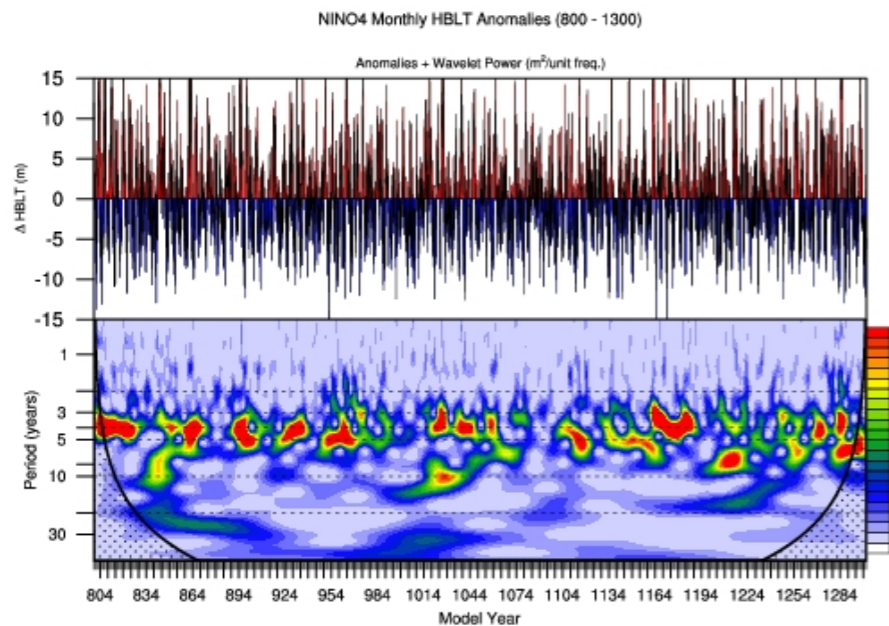 NINO4 Monthly HBLT Anomalies (800 - 1300)
Anomalies + Wavelet Power (m²/unit freq.)
15
10
5
0
-5
-10
-15
Δ HBLT (m)
1
3
5
10
30
Period (years)
804 834 864 894 924 954 984 1014 1044 1074 1104 1134 1164 1194 1224 1254 1284
Model Year